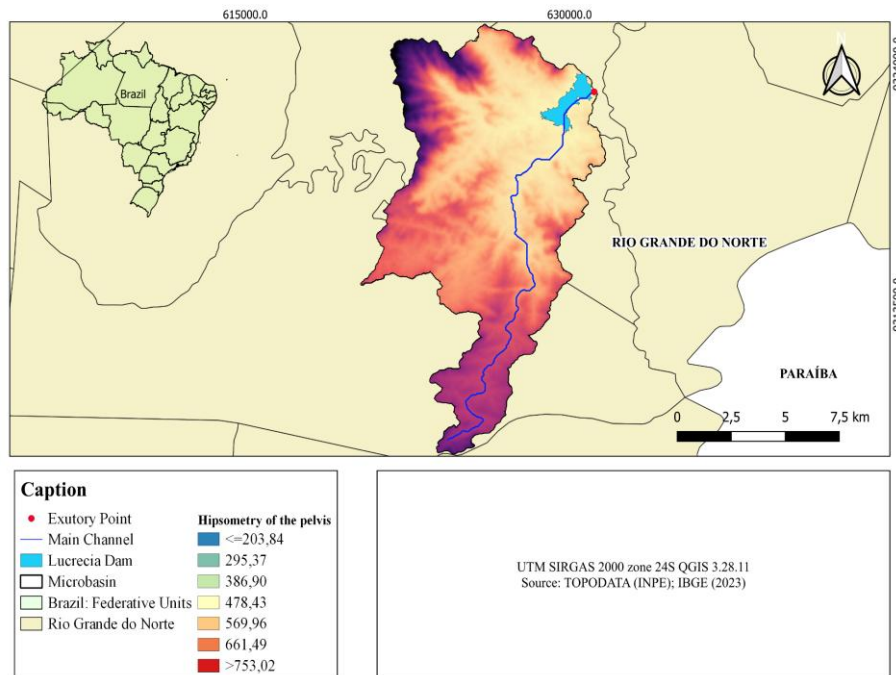 615000.0
630000.0
N
Brazil
RIO GRANDE DO NORTE
PARAÍBA
0 2,5 5 7,5 km
Caption
Exutory Point
Main Channel
Lucrecia Dam
Microbasin
Brazil: Federative Units
Rio Grande do Norte
Hipsometry of the pelvis
<=203,84
295,37
386,90
478,43
569,96
661,49
>753,02
UTM SIRGAS 2000 zone 24S QGIS 3.28.11
Source: TOPODATA (INPE); IBGE (2023)